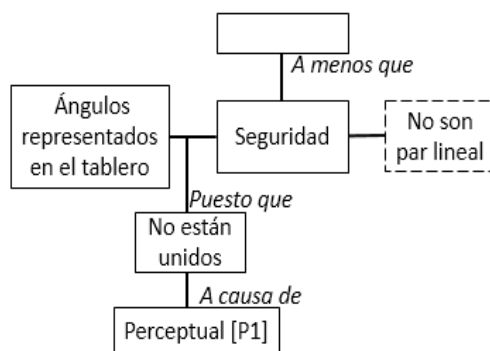 A menos que
Ángulos
representados
en el tablero
Seguridad
No son
par lineal
Puesto que
No están
unidos
A causa de
Perceptual [P1]